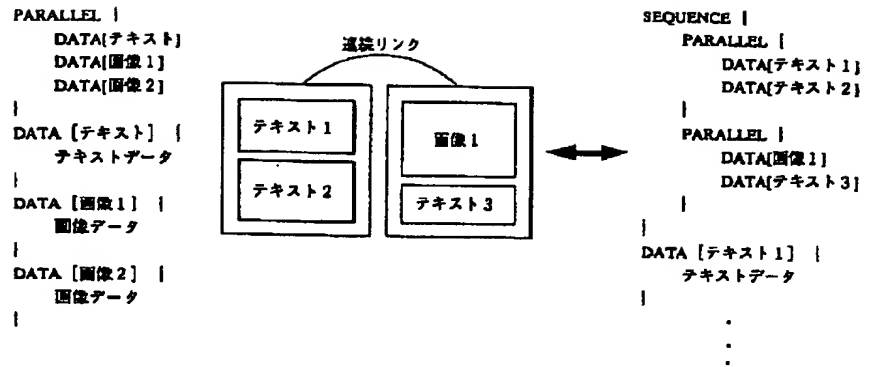 PARALLEL {
DATA[テキスト]
DATA[画像1]
DATA[画像2]
}
DATA [テキスト] {
テキストデータ
}
DATA [画像1] {
画像データ
}
DATA [画像2] {
画像データ
}
連続リンク
テキスト1
テキスト2
画像1
テキスト3
SEQUENCE {
PARALLEL {
DATA[テキスト1}
DATA[テキスト2}
}
PARALLEL {
DATA[画像1]
DATA[テキスト3]
}
}
DATA [テキスト1] {
テキストデータ
}
.
.
.